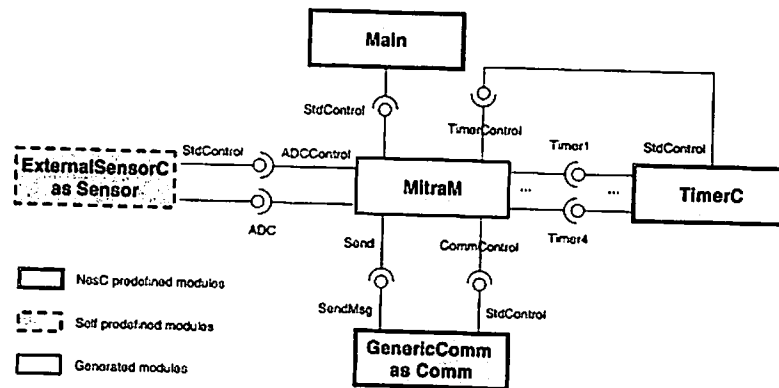 Main
StdControl
TimerControl
StdControl
ADCControl
Timer1
StdControl
ExternalSensorC
as Sensor
MitraM
...
...
TimerC
ADC
Timer4
Send
CommControl
NesC predefined modules
SendMsg
StdControl
Self predefined modules
GenericComm
as Comm
Generated modules